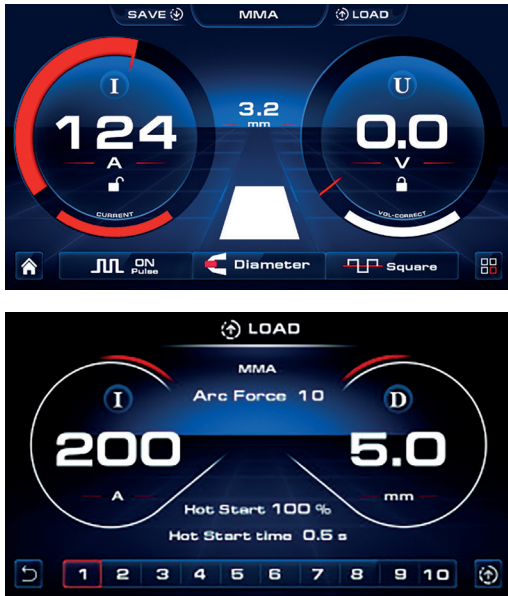 SAVE MMA LOAD
I U
3.2
mm
124 0.0
A V
CURRENT VOL-CORRECT
ON
Pulse Diameter Square
LOAD
MMA
I Arc Force 10 D
200 5.0
A mm
Hot Start 100 %
Hot Start time 0.5 s
1 2 3 4 5 6 7 8 9 10